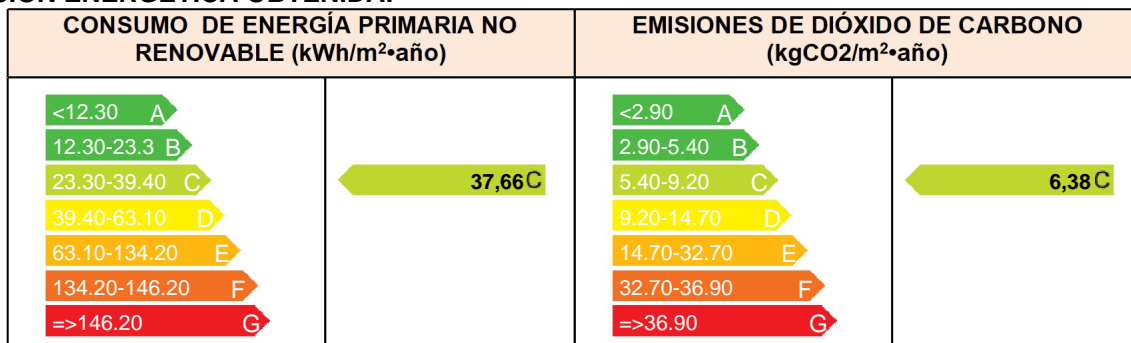 CONSUMO DE ENERGÍA PRIMARIA NO
RENOVABLE (kWh/m²•año)
EMISIONES DE DIÓXIDO DE CARBONO
(kgCO2/m²•año)
<12.30 A
12.30-23.3 B
23.30-39.40 C
39.40-63.10 D
63.10-134.20 E
134.20-146.20 F
=>146.20 G
37,66 C
<2.90 A
2.90-5.40 B
5.40-9.20 C
9.20-14.70 D
14.70-32.70 E
32.70-36.90 F
=>36.90 G
6,38 C